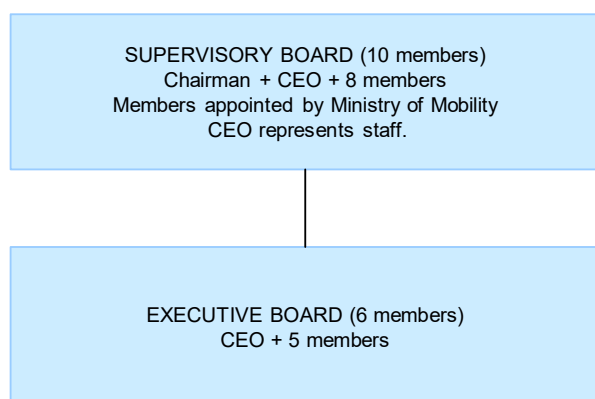 SUPERVISORY BOARD (10 members)
Chairman + CEO + 8 members
Members appointed by Ministry of Mobility
CEO represents staff.
EXECUTIVE BOARD (6 members)
CEO + 5 members